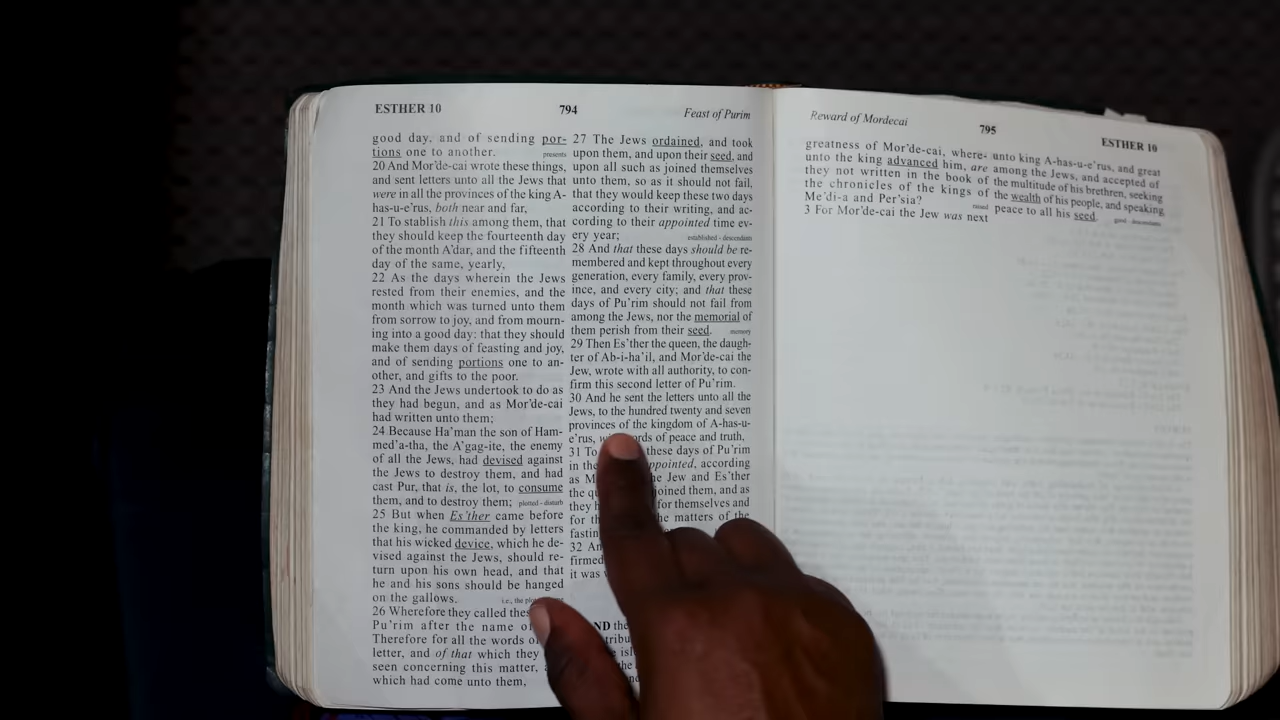 ESTHER 10
794
Feast of Purim
good day, and of sending por-
tions one to another. presents
20 And Mor'de-cai wrote these things,
and sent letters unto all the Jews that
were in all the provinces of the king A-
has-u-e'rus, both near and far,
21 To stablish this among them, that
they should keep the fourteenth day
of the month A'dar, and the fifteenth
day of the same, yearly,
22 As the days wherein the Jews
rested from their enemies, and the
month which was turned unto them
from sorrow to joy, and from mourn-
ing into a good day: that they should
make them days of feasting and joy,
and of sending portions one to an-
other, and gifts to the poor.
23 And the Jews undertook to do as
they had begun, and as Mor'de-cai
had written unto them;
24 Because Ha'man the son of Ham-
med'a-tha, the A'gag-ite, the enemy
of all the Jews, had devised against
the Jews to destroy them, and had
cast Pur, that is, the lot, to consume
them, and to destroy them; plotted - disturb
25 But when Es'ther came before
the king, he commanded by letters
that his wicked device, which he de-
vised against the Jews, should re-
turn upon his own head, and that
he and his sons should be hanged
on the gallows. i.e., the
26 Wherefore they called
Pu'rim after the name
Therefore for all the words
letter, and of that which they
seen concerning this matter,
which had come unto them,
27 The Jews ordained, and took
upon them, and upon their seed, and
upon all such as joined themselves
unto them, so as it should not fail,
that they would keep these two days
according to their writing, and ac-
cording to their appointed time ev-
ery year; established - descendants
28 And that these days should be re-
membered and kept throughout every
generation, every family, every prov-
ince, and every city; and that these
days of Pu'rim should not fail from
among the Jews, nor the memorial of
them perish from their seed. memory
29 Then Es'ther the queen, the daugh-
ter of Ab-i-ha'il, and Mor'de-cai the
Jew, wrote with all authority, to con-
firm this second letter of Pu'rim.
30 And he sent the letters unto all the
Jews, to the hundred twenty and seven
provinces of the kingdom of A-has-u-
e'rus, of peace and truth,
31 To these days of Pu'rim
in the appointed, according
as the Jew and Es'ther
the joined them, and as
they for themselves and
for the matters of the
32
it was
the
Reward of Mordecai
795
ESTHER 10
greatness of Mor'de-cai, where-
unto the king advanced him, are
they not written in the book of
the chronicles of the kings of
Me'di-a and Per'sia? raised
3 For Mor'de-cai the Jew was next
unto king A-has-u-e'rus, and great
among the Jews, and accepted of
the multitude of his brethren, seeking
the wealth of his people, and speaking
peace to all his seed. good - descendants